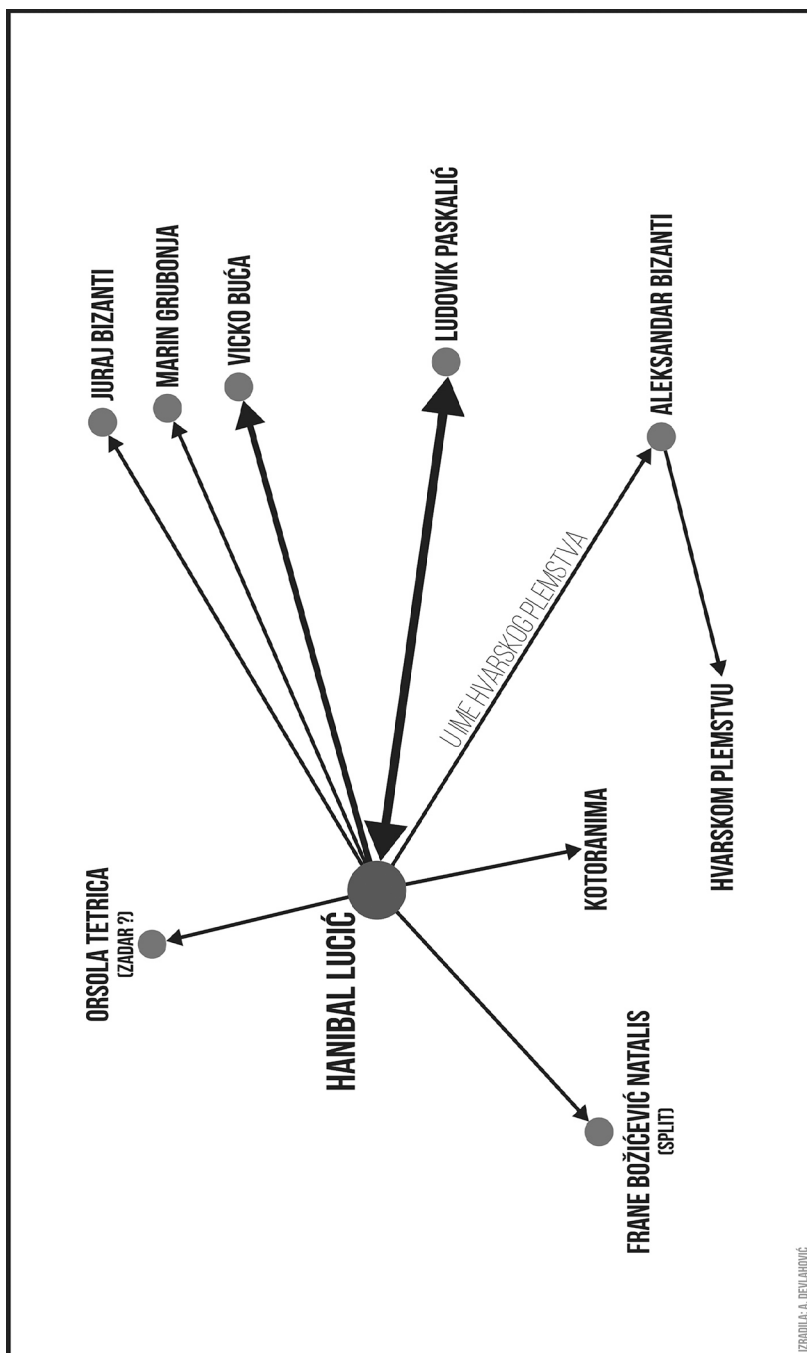 ORSOLA TETRICA
(ZADAR ?)
JURAJ BIZANTI
MARIN GRUBONJA
VICKO BUĆA
HANIBAL LUCIĆ
LUDOVIK PASKALIĆ
U IME HVARSKOG PLEMSTVA
KOTORANIMA
FRANE BOŽIĆEVIĆ NATALIS
(SPLIT)
ALEKSANDAR BIZANTI
HVARSKOM PLEMSTVU
IZRADILA: A. DEVLAHOVIĆ